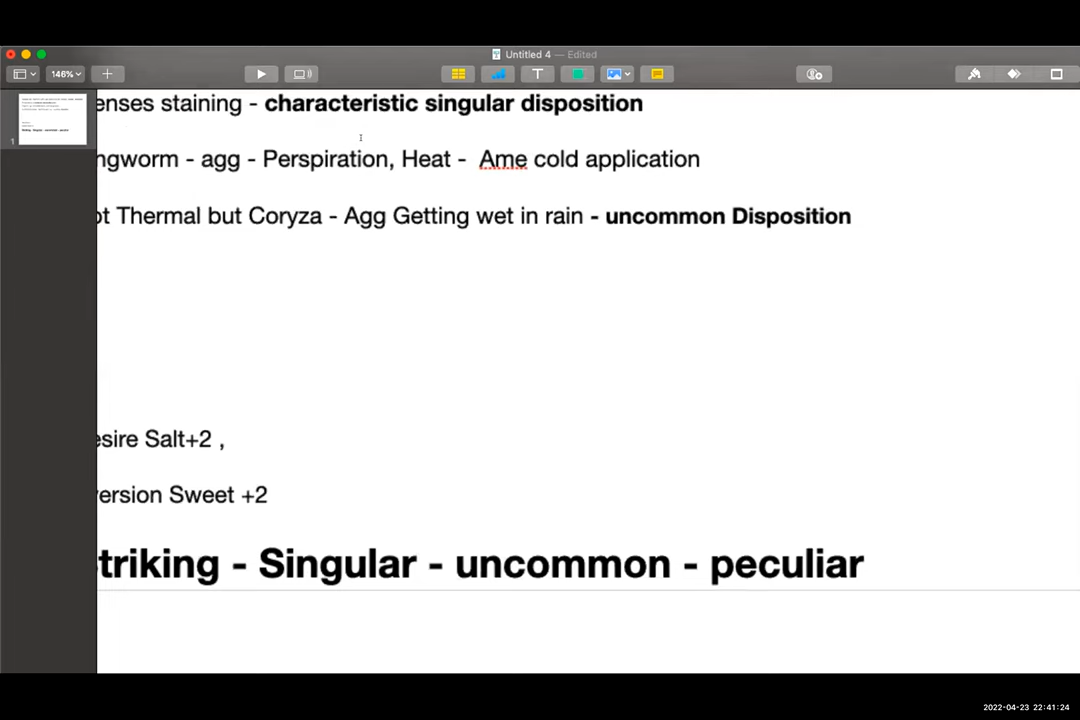 Untitled 4 — Edited
146%
enses staining - characteristic singular disposition
ngworm - agg - Perspiration, Heat - Ame cold application
ot Thermal but Coryza - Agg Getting wet in rain - uncommon Disposition
esire Salt+2 ,
version Sweet +2
triking - Singular - uncommon - peculiar
1
2022-04-23 22:41:24